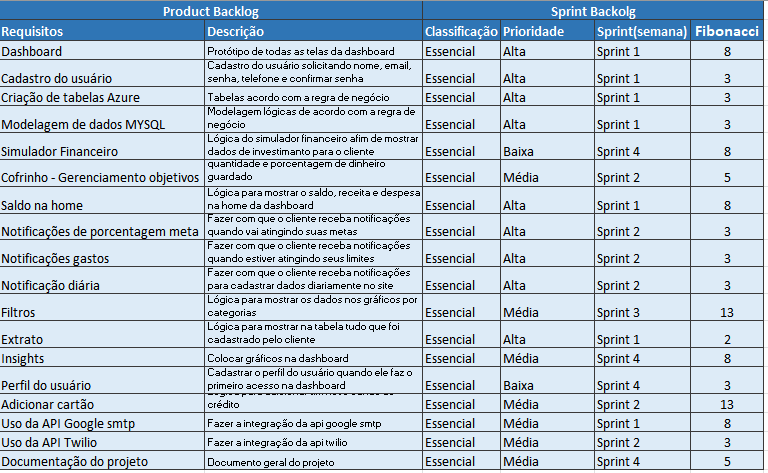 Product Backlog Sprint Backolg
Requisitos Descrição Classificação Prioridade Sprint(semana) Fibonacci
Dashboard Protótipo de todas as telas da dashboard Essencial Alta Sprint 1 8
Cadastro do usuário solicitando nome, email,
Cadastro do usuário senha, telefone e confirmar senha Essencial Alta Sprint 1 3
Criação de tabelas Azure Tabelas acordo com a regra de negócio Essencial Alta Sprint 1 3
Modelagem lógicas de acordo com a regra de
Modelagem de dados MYSQL negócio Essencial Alta Sprint 1 3
Lógica do simulador financeiro afim de mostrar
Simulador Financeiro dados de investimanto para o cliente Essencial Baixa Sprint 4 8
quantidade e porcentagem de dinheiro
Cofrinho - Gerenciamento objetivos guardado Essencial Média Sprint 2 5
Lógica para mostrar o saldo, receita e despesa
Saldo na home na home da dashboard Essencial Alta Sprint 1 8
Fazer com que o cliente receba notificações
Notificações de porcentagem meta quando vai atingindo suas metas Essencial Alta Sprint 2 3
Fazer com que o cliente receba notificações
Notificações gastos quando estiver atingindo seus limites Essencial Alta Sprint 2 3
Fazer com que o cliente receba notificações
Notificação diária para cadastrar dados diariamente no site Essencial Alta Sprint 2 3
Lógica para mostrar os dados nos gráficos por
Filtros categorias Essencial Média Sprint 3 13
Lógica para mostrar na tabela tudo que foi
Extrato cadastrado pelo cliente Essencial Alta Sprint 1 2
Insights Colocar gráficos na dashboard Essencial Média Sprint 4 8
Cadastrar o perfil do usuário quando ele faz o
Perfil do usuário primeiro acesso na dashboard Essencial Baixa Sprint 4 3
Adicionar cartão crédito Essencial Média Sprint 2 13
Uso da API Google smtp Fazer a integração da api google smtp Essencial Média Sprint 1 8
Uso da API Twilio Fazer a integração da api twilio Essencial Média Sprint 2 3
Documentação do projeto Documento geral do projeto Essencial Média Sprint 4 5